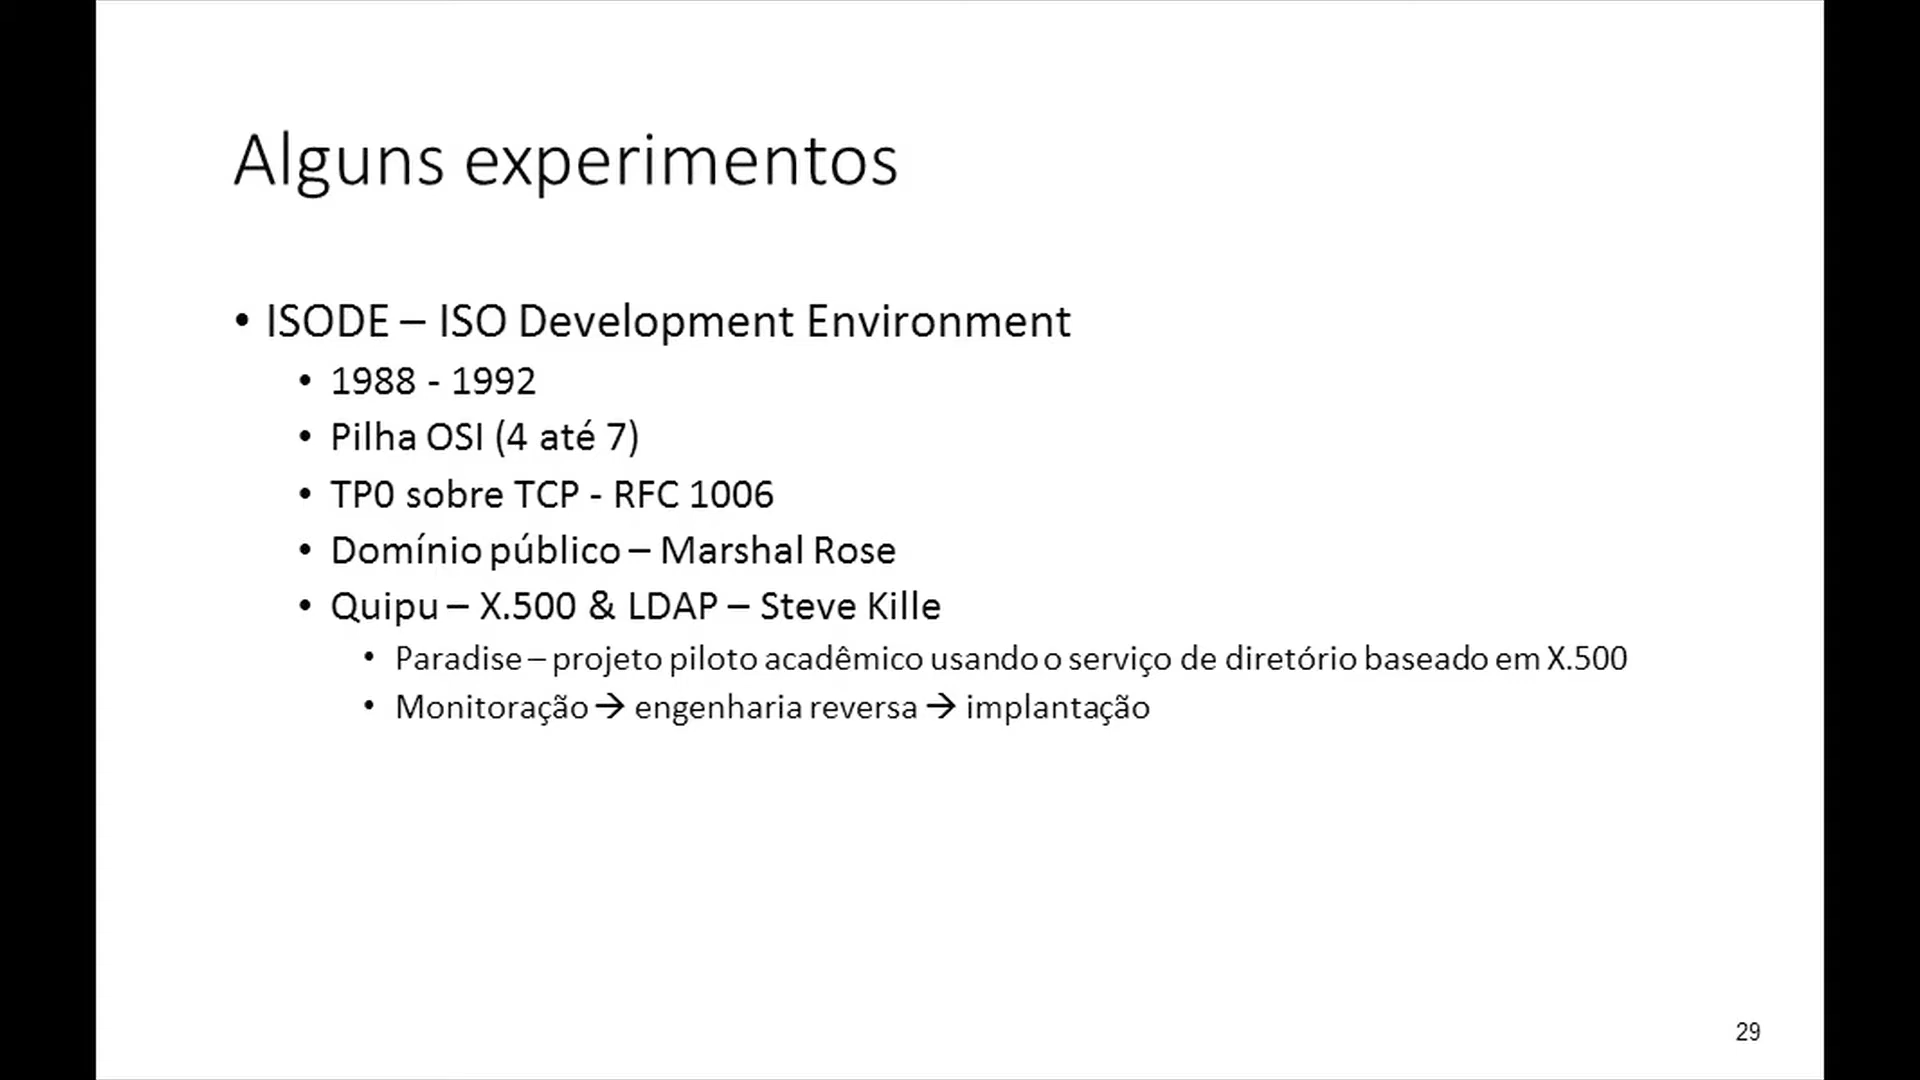 Alguns experimentos
• ISODE – ISO Development Environment
• 1988 - 1992
• Pilha OSI (4 até 7)
• TP0 sobre TCP - RFC 1006
• Domínio público – Marshal Rose
• Quipu – X.500 & LDAP – Steve Kille
• Paradise – projeto piloto acadêmico usando o serviço de diretório baseado em X.500
• Monitoração → engenharia reversa → implantação
29